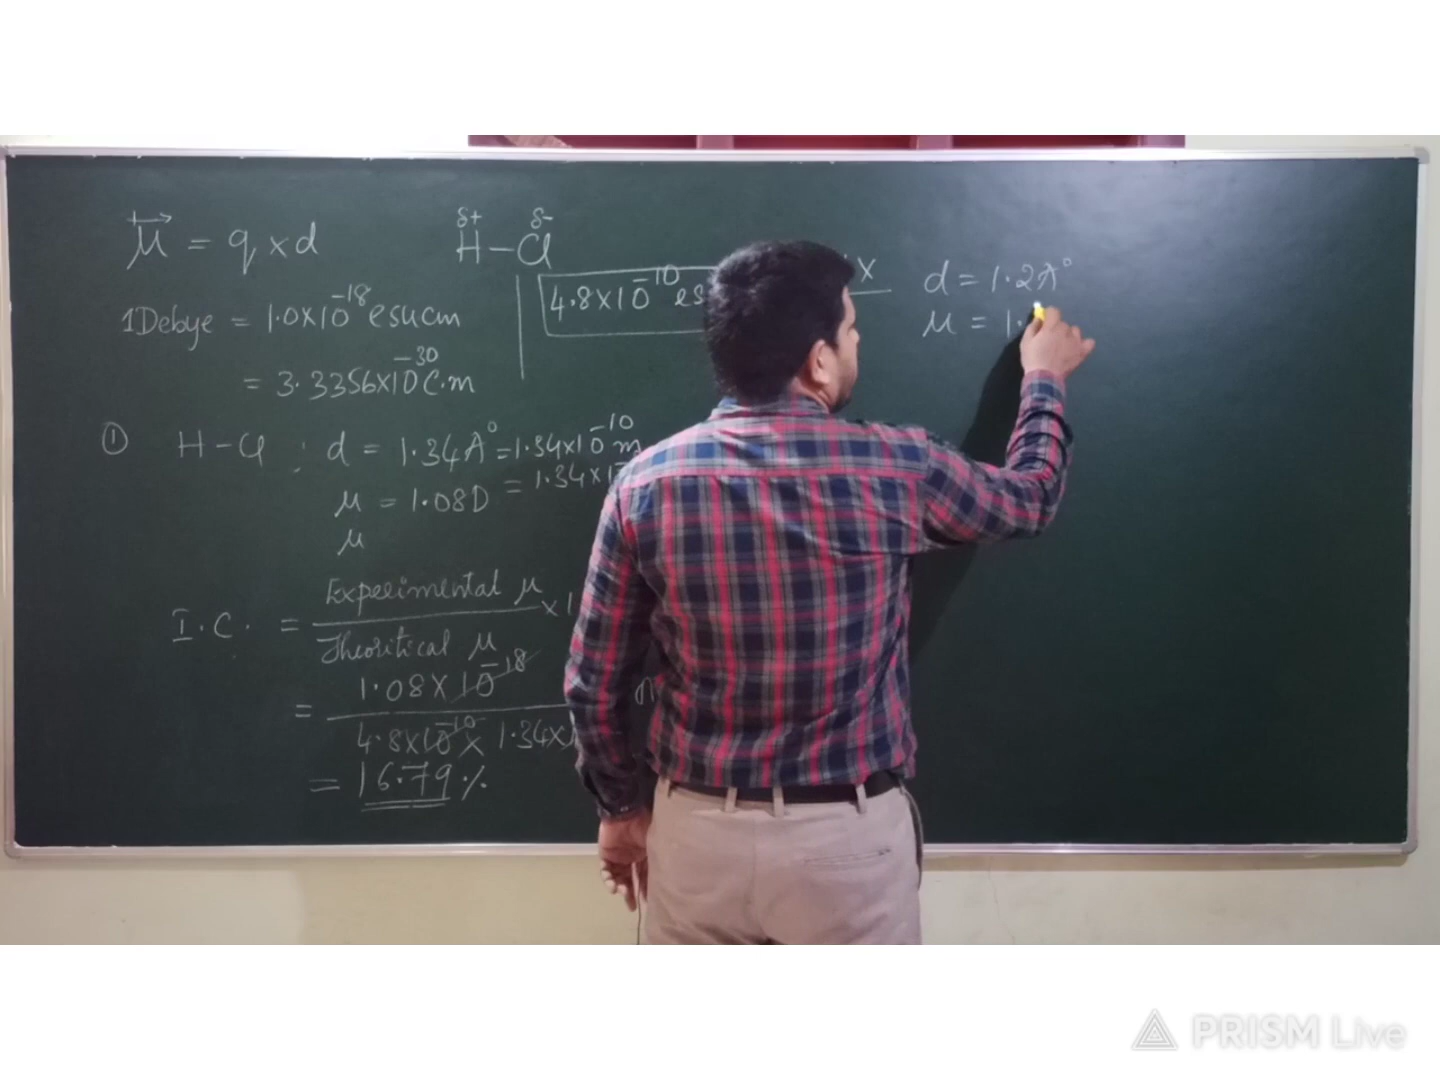 μ = q × d
δ+ δ-
H-Cl
1Debye = 1.0×10⁻¹⁸ esu cm
= 3.3356×10⁻³⁰ C.m
4.8×10⁻¹⁰ es
X
d = 1.2A°
μ = 1.
① H-Cl : d = 1.34A° = 1.34×10⁻¹⁰ m
μ = 1.08D = 1.34×1
μ
I.C. = Experimental μ / Theoritical μ × 1
= 1.08×10⁻¹⁸ / 4.8×10⁻¹⁰ × 1.34×
= 16.79%
PRISM Live